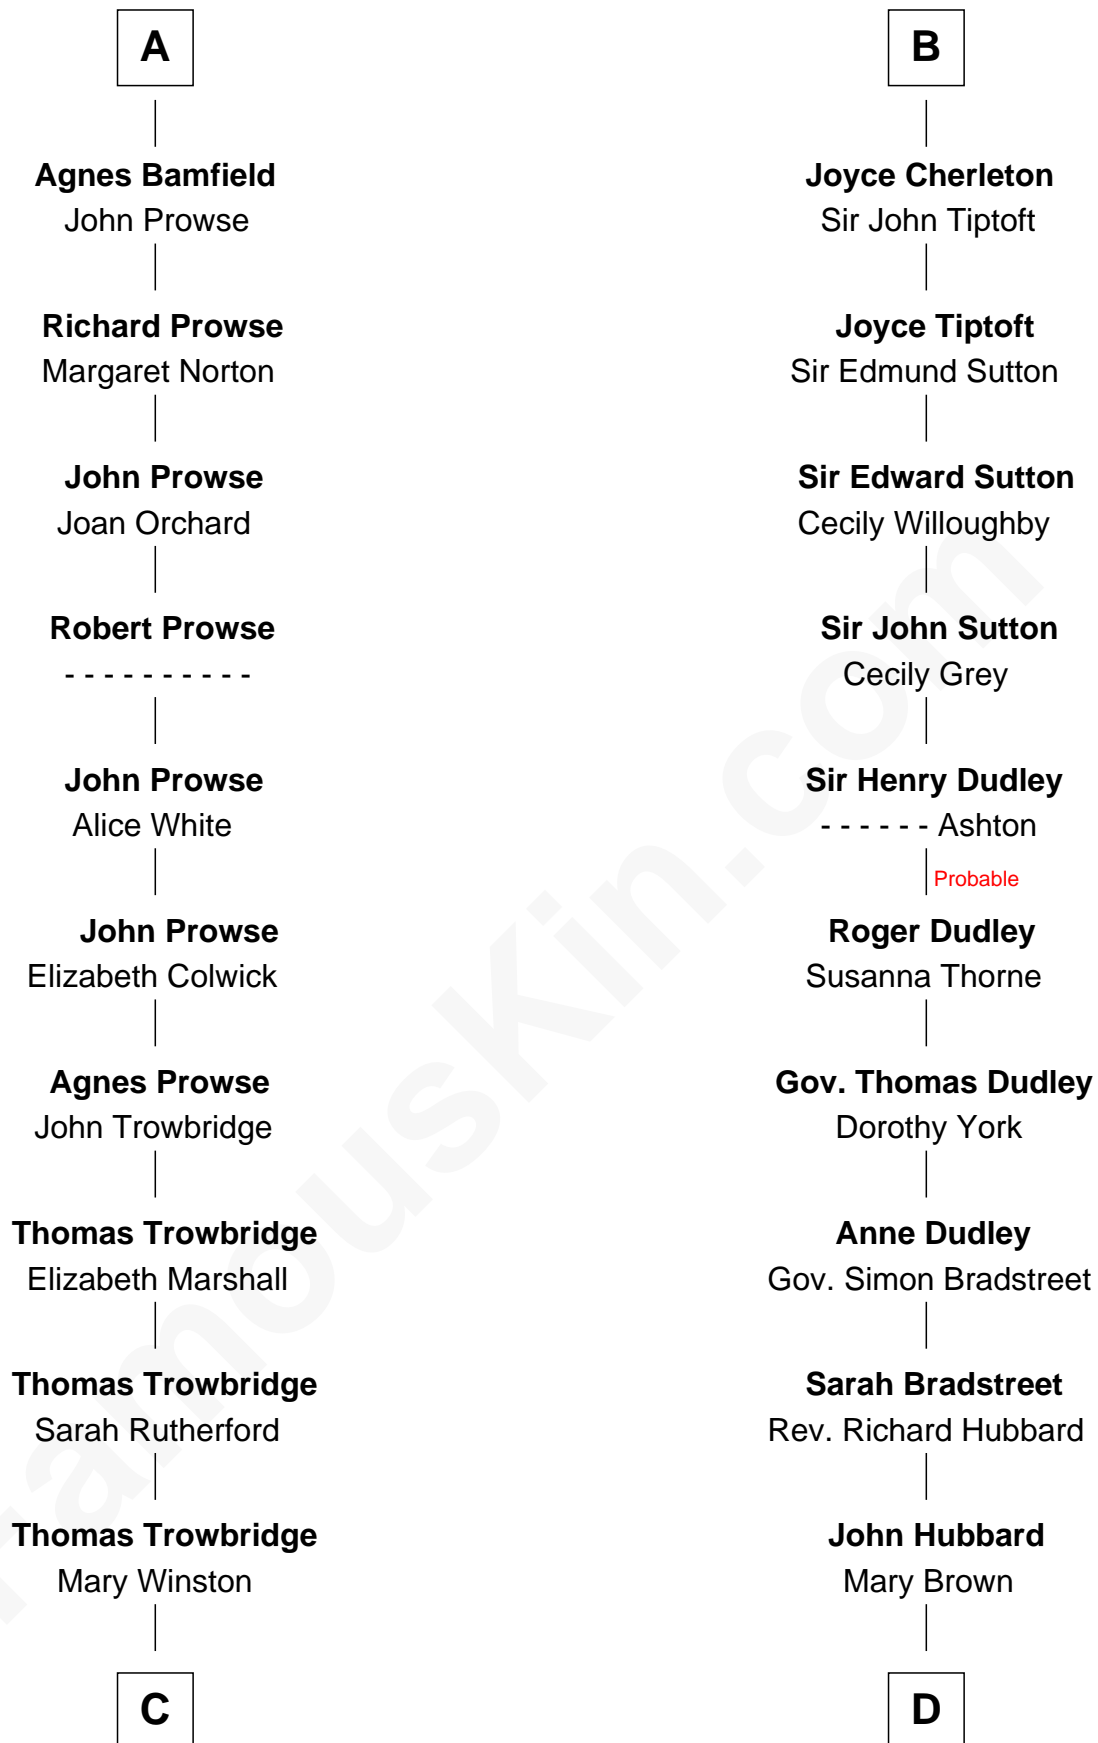 A
Agnes Bamfield
John Prowse
Richard Prowse
Margaret Norton
John Prowse
Joan Orchard
Robert Prowse
- - - - - - - - - -
John Prowse
Alice White
John Prowse
Elizabeth Colwick
Agnes Prowse
John Trowbridge
Thomas Trowbridge
Elizabeth Marshall
Thomas Trowbridge
Sarah Rutherford
Thomas Trowbridge
Mary Winston
C
B
Joyce Cherleton
Sir John Tiptoft
Joyce Tiptoft
Sir Edmund Sutton
Sir Edward Sutton
Cecily Willoughby
Sir John Sutton
Cecily Grey
Sir Henry Dudley
- - - - - - Ashton
Probable
Roger Dudley
Susanna Thorne
Gov. Thomas Dudley
Dorothy York
Anne Dudley
Gov. Simon Bradstreet
Sarah Bradstreet
Rev. Richard Hubbard
John Hubbard
Mary Brown
D
FamousKin.com